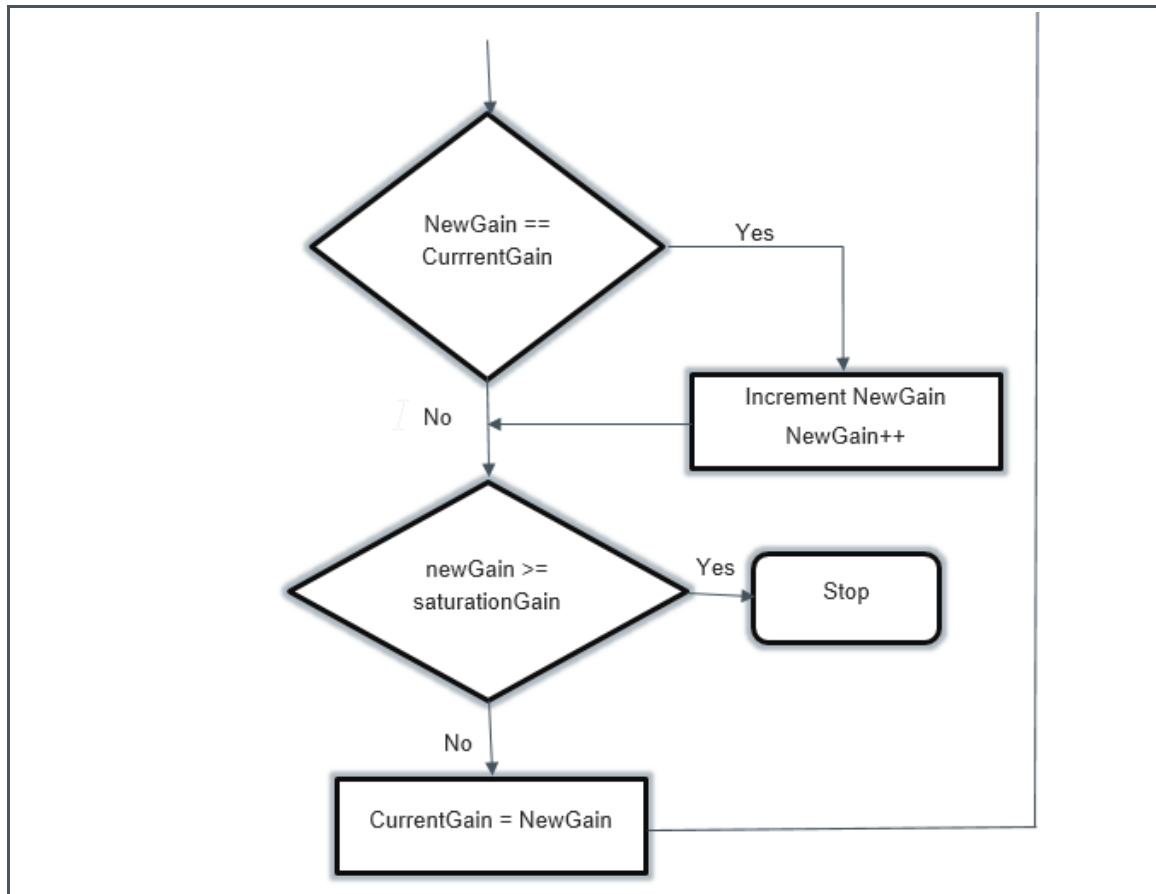 NewGain ==
CurrrentGain
Yes
Increment NewGain
NewGain++
No
newGain >=
saturationGain
Yes
Stop
No
CurrentGain = NewGain